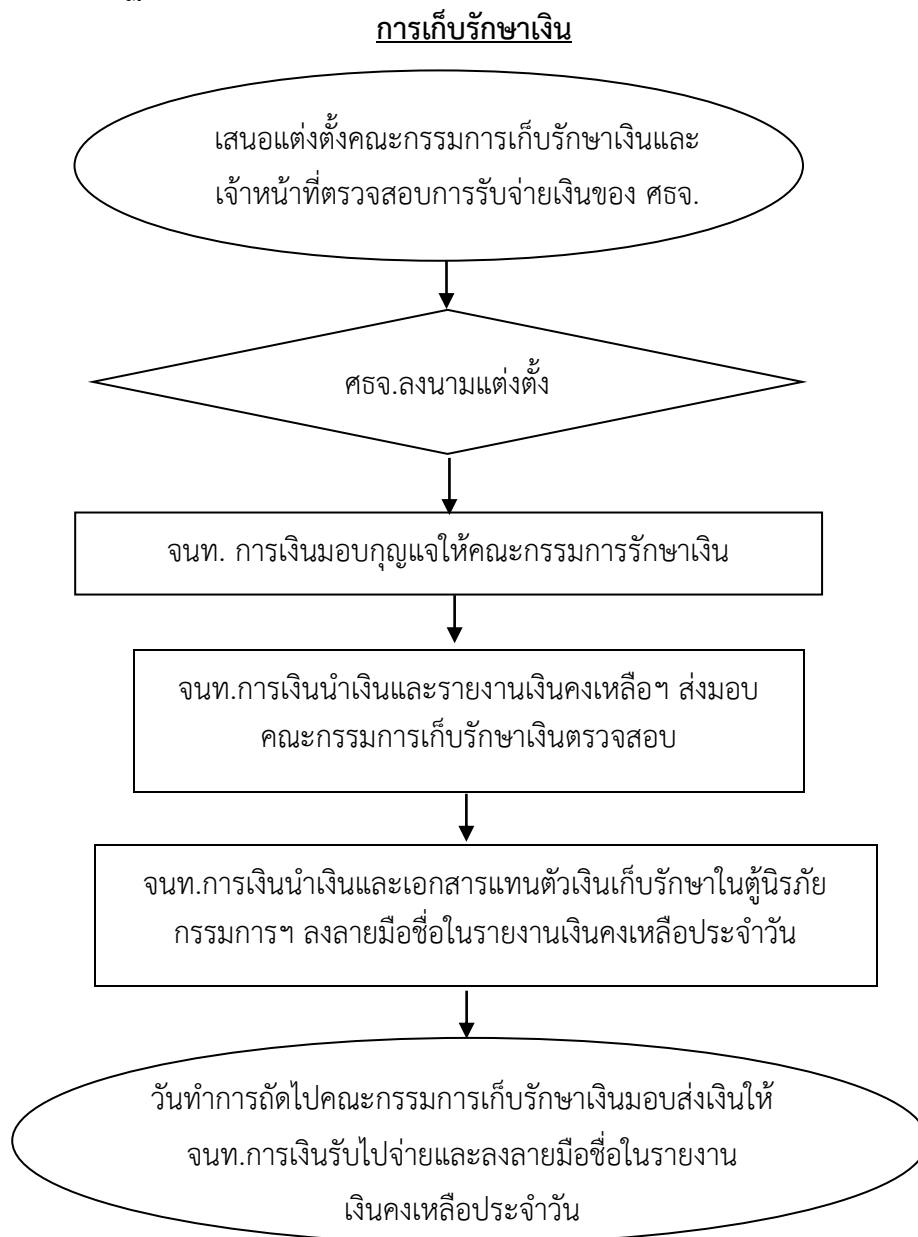 การเก็บรักษาเงิน
เสนอแต่งตั้งคณะกรรมการเก็บรักษาเงินและ
เจ้าหน้าที่ตรวจสอบการรับจ่ายเงินของ ศธจ.
ศธจ.ลงนามแต่งตั้ง
จนท. การเงินมอบกุญแจให้คณะกรรมการรักษาเงิน
จนท.การเงินนำเงินและรายงานเงินคงเหลือฯ ส่งมอบ
คณะกรรมการเก็บรักษาเงินตรวจสอบ
จนท.การเงินนำเงินและเอกสารแทนตัวเงินเก็บรักษาในตู้นิรภัย
กรรมการฯ ลงลายมือชื่อในรายงานเงินคงเหลือประจำวัน
วันทำการถัดไปคณะกรรมการเก็บรักษาเงินมอบส่งเงินให้
จนท.การเงินรับไปจ่ายและลงลายมือชื่อในรายงาน
เงินคงเหลือประจำวัน